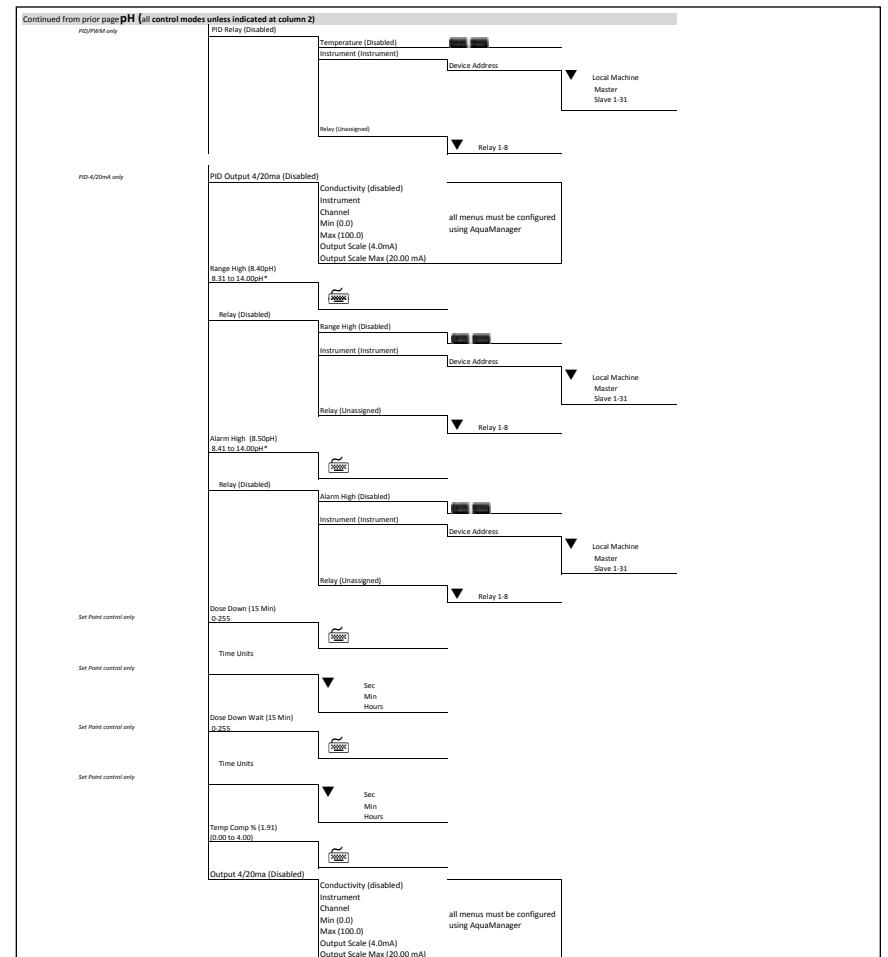 Continued from prior page pH (all control modes unless indicated at column 2)
PID/PWM only
PID Relay (Disabled)
Temperature (Disabled)
Instrument (Instrument)
Device Address
Local Machine
Master
Slave 1-31
Relay (Unassigned)
Relay 1-8
PID-4/20mA only
PID Output 4/20ma (Disabled)
Conductivity (disabled)
Instrument
Channel
Min (0.0)
Max (100.0)
Output Scale (4.0mA)
Output Scale Max (20.00 mA)
all menus must be configured
using AquaManager
Range High (8.40pH)
8.31 to 14.00pH*
Relay (Disabled)
Range High (Disabled)
Instrument (Instrument)
Device Address
Local Machine
Master
Slave 1-31
Relay (Unassigned)
Relay 1-8
Alarm High (8.50pH)
8.41 to 14.00pH*
Relay (Disabled)
Alarm High (Disabled)
Instrument (Instrument)
Device Address
Local Machine
Master
Slave 1-31
Relay (Unassigned)
Relay 1-8
Dose Down (15 Min)
Set Point control only
0-255
Time Units
Set Point control only
Sec
Min
Hours
Dose Down Wait (15 Min)
Set Point control only
0-255
Time Units
Set Point control only
Sec
Min
Hours
Temp Comp % (1.91)
(0.00 to 4.00)
Output 4/20ma (Disabled)
Conductivity (disabled)
Instrument
Channel
Min (0.0)
Max (100.0)
Output Scale (4.0mA)
Output Scale Max (20.00 mA)
all menus must be configured
using AquaManager